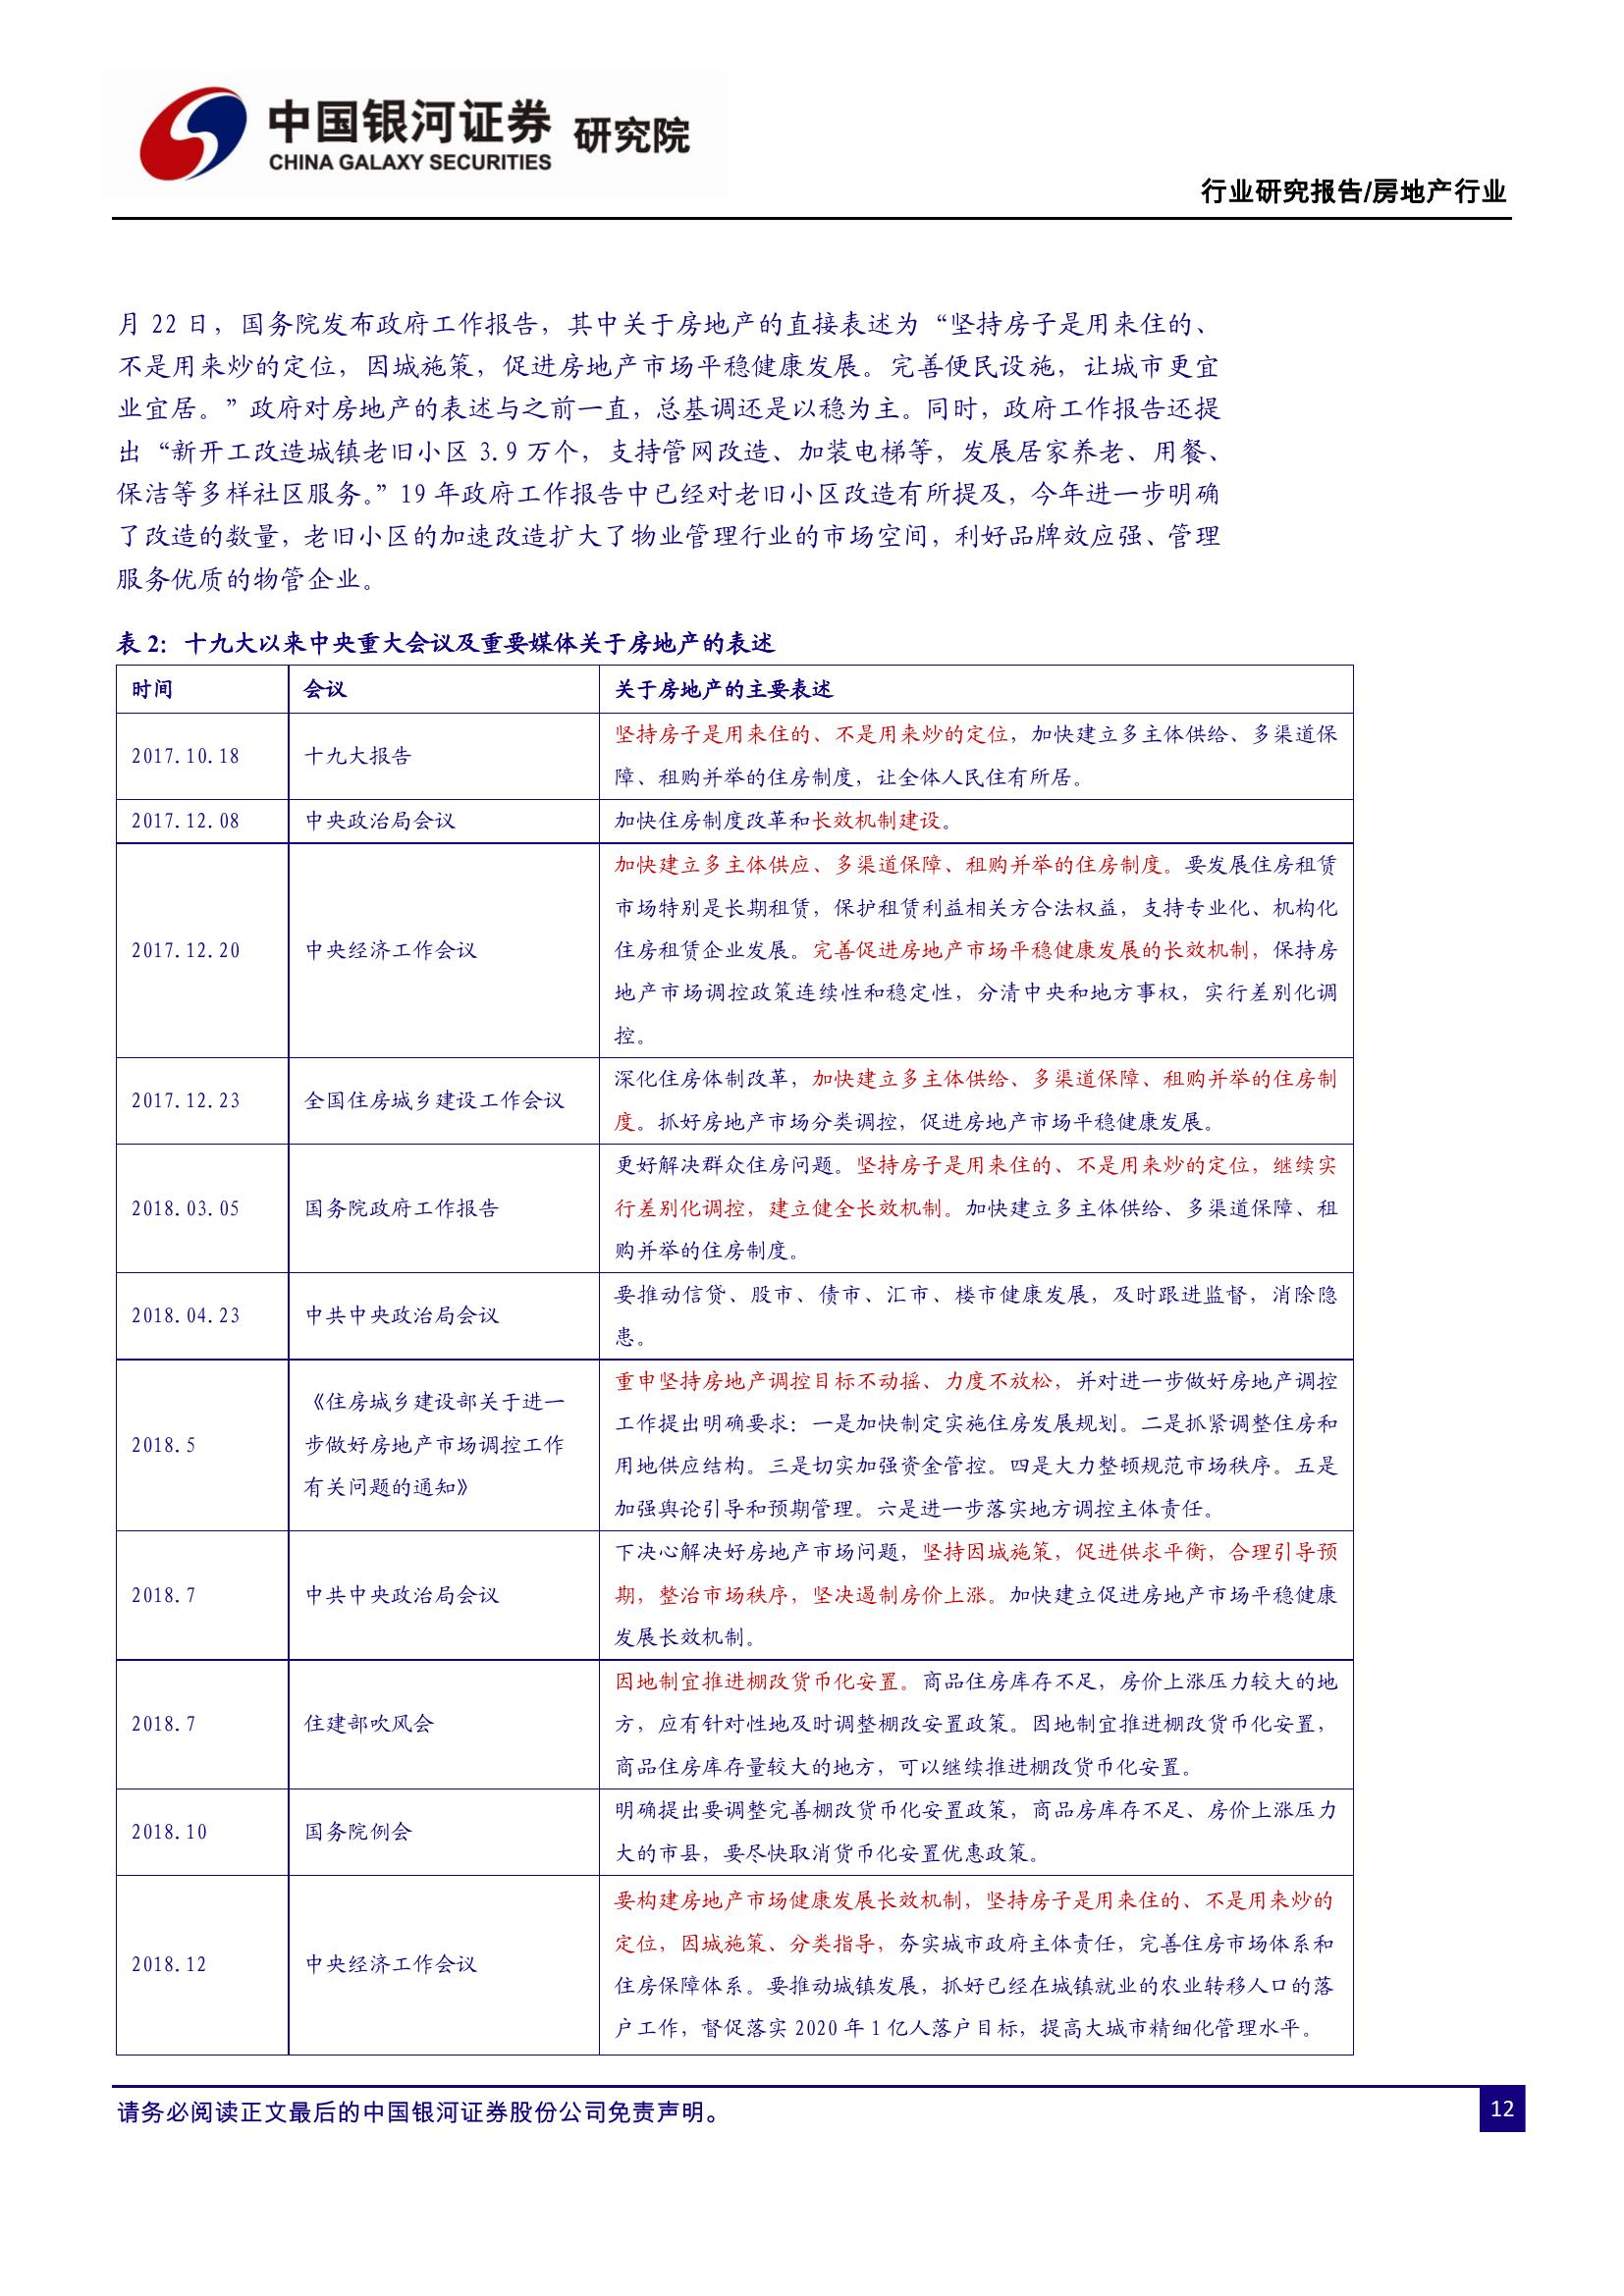 中国银河证券 研究院
CHINA GALAXY SECURITIES
行业研究报告/房地产行业
月 22 日，国务院发布政府工作报告，其中关于房地产的直接表述为“坚持房子是用来住的、
不是用来炒的定位，因城施策，促进房地产市场平稳健康发展。完善便民设施，让城市更宜
业宜居。”政府对房地产的表述与之前一直，总基调还是以稳为主。同时，政府工作报告还提
出“新开工改造城镇老旧小区 3.9 万个，支持管网改造、加装电梯等，发展居家养老、用餐、
保洁等多样社区服务。”19 年政府工作报告中已经对老旧小区改造有所提及，今年进一步明确
了改造的数量，老旧小区的加速改造扩大了物业管理行业的市场空间，利好品牌效应强、管理
服务优质的物管企业。
表 2：十九大以来中央重大会议及重要媒体关于房地产的表述
时间 会议 关于房地产的主要表述
2017.10.18 十九大报告
坚持房子是用来住的、不是用来炒的定位，加快建立多主体供给、多渠道保
障、租购并举的住房制度，让全体人民住有所居。
2017.12.08 中央政治局会议 加快住房制度改革和长效机制建设。
2017.12.20 中央经济工作会议
加快建立多主体供应、多渠道保障、租购并举的住房制度。要发展住房租赁
市场特别是长期租赁，保护租赁利益相关方合法权益，支持专业化、机构化
住房租赁企业发展。完善促进房地产市场平稳健康发展的长效机制，保持房
地产市场调控政策连续性和稳定性，分清中央和地方事权，实行差别化调
控。
2017.12.23 全国住房城乡建设工作会议
深化住房体制改革，加快建立多主体供给、多渠道保障、租购并举的住房制
度。抓好房地产市场分类调控，促进房地产市场平稳健康发展。
2018.03.05 国务院政府工作报告
更好解决群众住房问题。坚持房子是用来住的、不是用来炒的定位，继续实
行差别化调控，建立健全长效机制。加快建立多主体供给、多渠道保障、租
购并举的住房制度。
2018.04.23 中共中央政治局会议
要推动信贷、股市、债市、汇市、楼市健康发展，及时跟进监督，消除隐
患。
2018.5
《住房城乡建设部关于进一
步做好房地产市场调控工作
有关问题的通知》
重申坚持房地产调控目标不动摇、力度不放松，并对进一步做好房地产调控
工作提出明确要求：一是加快制定实施住房发展规划。二是抓紧调整住房和
用地供应结构。三是切实加强资金管控。四是大力整顿规范市场秩序。五是
加强舆论引导和预期管理。六是进一步落实地方调控主体责任。
2018.7 中共中央政治局会议
下决心解决好房地产市场问题，坚持因城施策，促进供求平衡，合理引导预
期，整治市场秩序，坚决遏制房价上涨。加快建立促进房地产市场平稳健康
发展长效机制。
2018.7 住建部吹风会
因地制宜推进棚改货币化安置。商品住房库存不足，房价上涨压力较大的地
方，应有针对性地及时调整棚改安置政策。因地制宜推进棚改货币化安置，
商品住房库存量较大的地方，可以继续推进棚改货币化安置。
2018.10 国务院例会
明确提出要调整完善棚改货币化安置政策，商品房库存不足、房价上涨压力
大的市县，要尽快取消货币化安置优惠政策。
2018.12 中央经济工作会议
要构建房地产市场健康发展长效机制，坚持房子是用来住的、不是用来炒的
定位，因城施策、分类指导，夯实城市政府主体责任，完善住房市场体系和
住房保障体系。要推动城镇发展，抓好已经在城镇就业的农业转移人口的落
户工作，督促落实 2020 年 1 亿人落户目标，提高大城市精细化管理水平。
请务必阅读正文最后的中国银河证券股份公司免责声明。
12